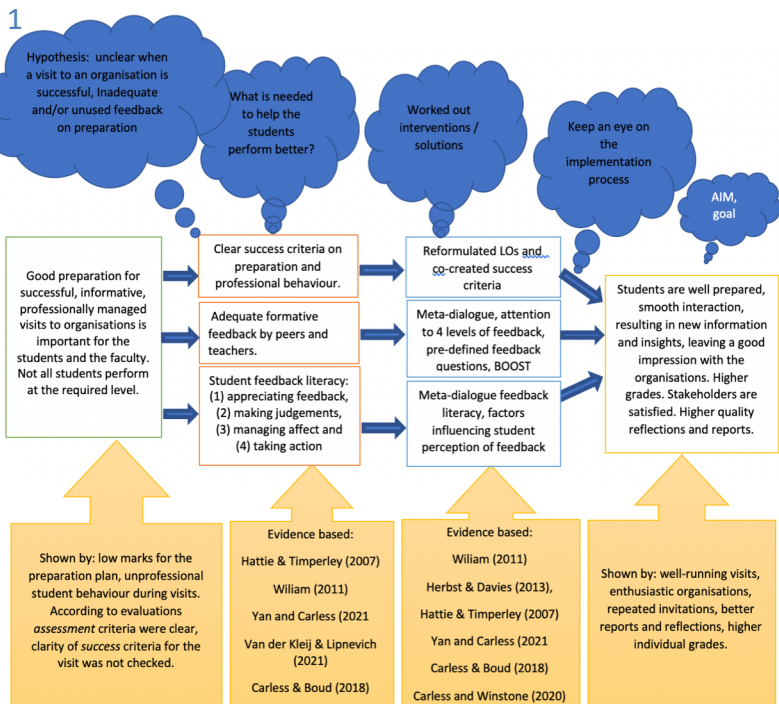 1
Hypothesis: unclear when
a visit to an organisation is
successful, Inadequate
and/or unused feedback
on preparation
What is needed
to help the
students
perform better?
Worked out
interventions /
solutions
Keep an eye on
the
implementation
process
AIM,
goal
Good preparation for
successful, informative,
professionally managed
visits to organisations is
important for the
students and the faculty.
Not all students perform
at the required level.
Clear success criteria on
preparation and
professional behaviour.
Adequate formative
feedback by peers and
teachers.
Student feedback literacy:
(1) appreciating feedback,
(2) making judgements,
(3) managing affect and
(4) taking action
Reformulated LOs and
co-created success
criteria
Meta-dialogue, attention
to 4 levels of feedback,
pre-defined feedback
questions, BOOST
Meta-dialogue feedback
literacy, factors
influencing student
perception of feedback
Students are well prepared,
smooth interaction,
resulting in new information
and insights, leaving a good
impression with the
organisations. Higher
grades. Stakeholders are
satisfied. Higher quality
reflections and reports.
Shown by: low marks for the
preparation plan, unprofessional
student behaviour during visits.
According to evaluations
assessment criteria were clear,
clarity of success criteria for the
visit was not checked.
Evidence based:
Hattie & Timperley (2007)
Wiliam (2011)
Yan and Carless (2021
Van der Kleij & Lipnevich
(2021)
Carless & Boud (2018)
Evidence based:
Wiliam (2011)
Herbst & Davies (2013),
Hattie & Timperley (2007)
Yan and Carless (2021
Carless & Boud (2018)
Carless and Winstone (2020)
Shown by: well-running visits,
enthusiastic organisations,
repeated invitations, better
reports and reflections, higher
individual grades.